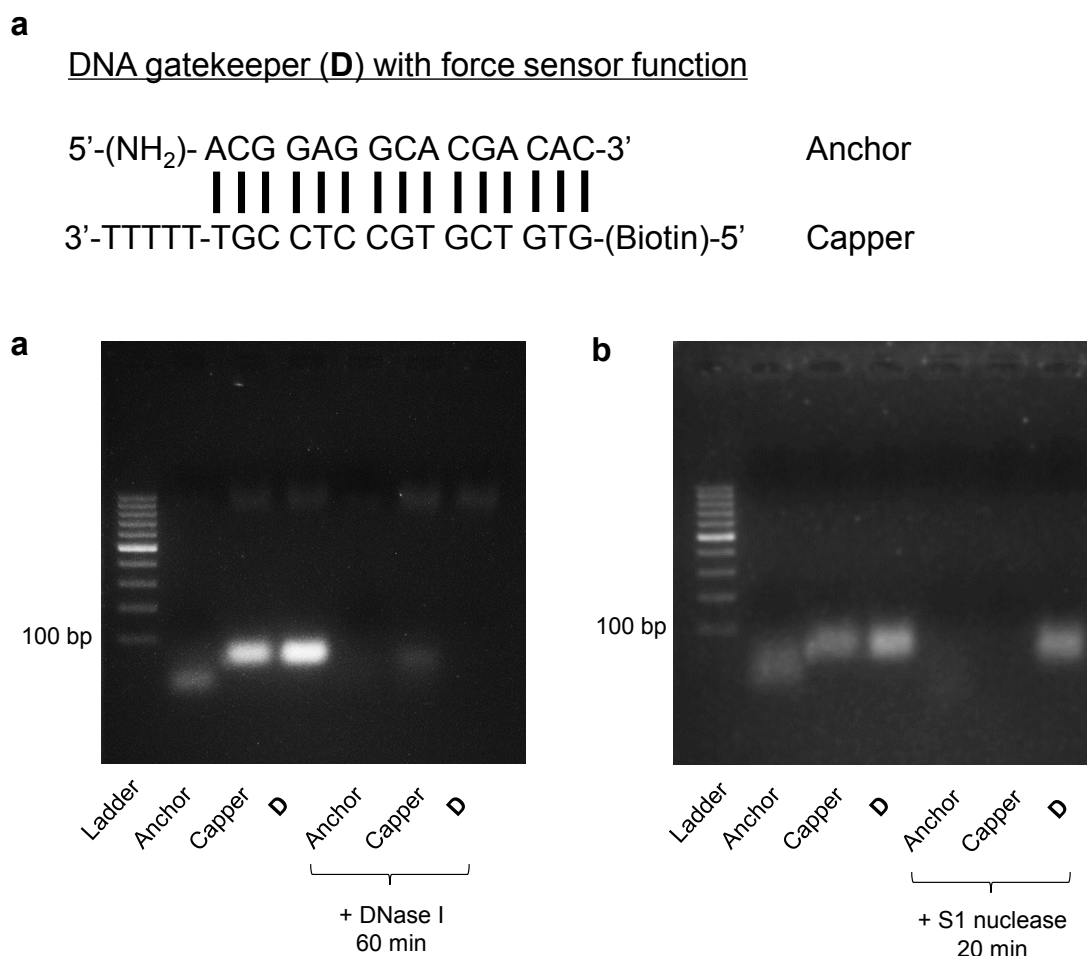 a
DNA gatekeeper (D) with force sensor function
5’-(NH₂)- ACG GAG GCA CGA CAC-3’ Anchor
3’-TTTTT-TGC CTC CGT GCT GTG-(Biotin)-5’ Capper
a
100 bp
Ladder
Anchor
Capper
D
Anchor
Capper
D
+ DNase I
60 min
b
100 bp
Ladder
Anchor
Capper
D
Anchor
Capper
D
+ S1 nuclease
20 min